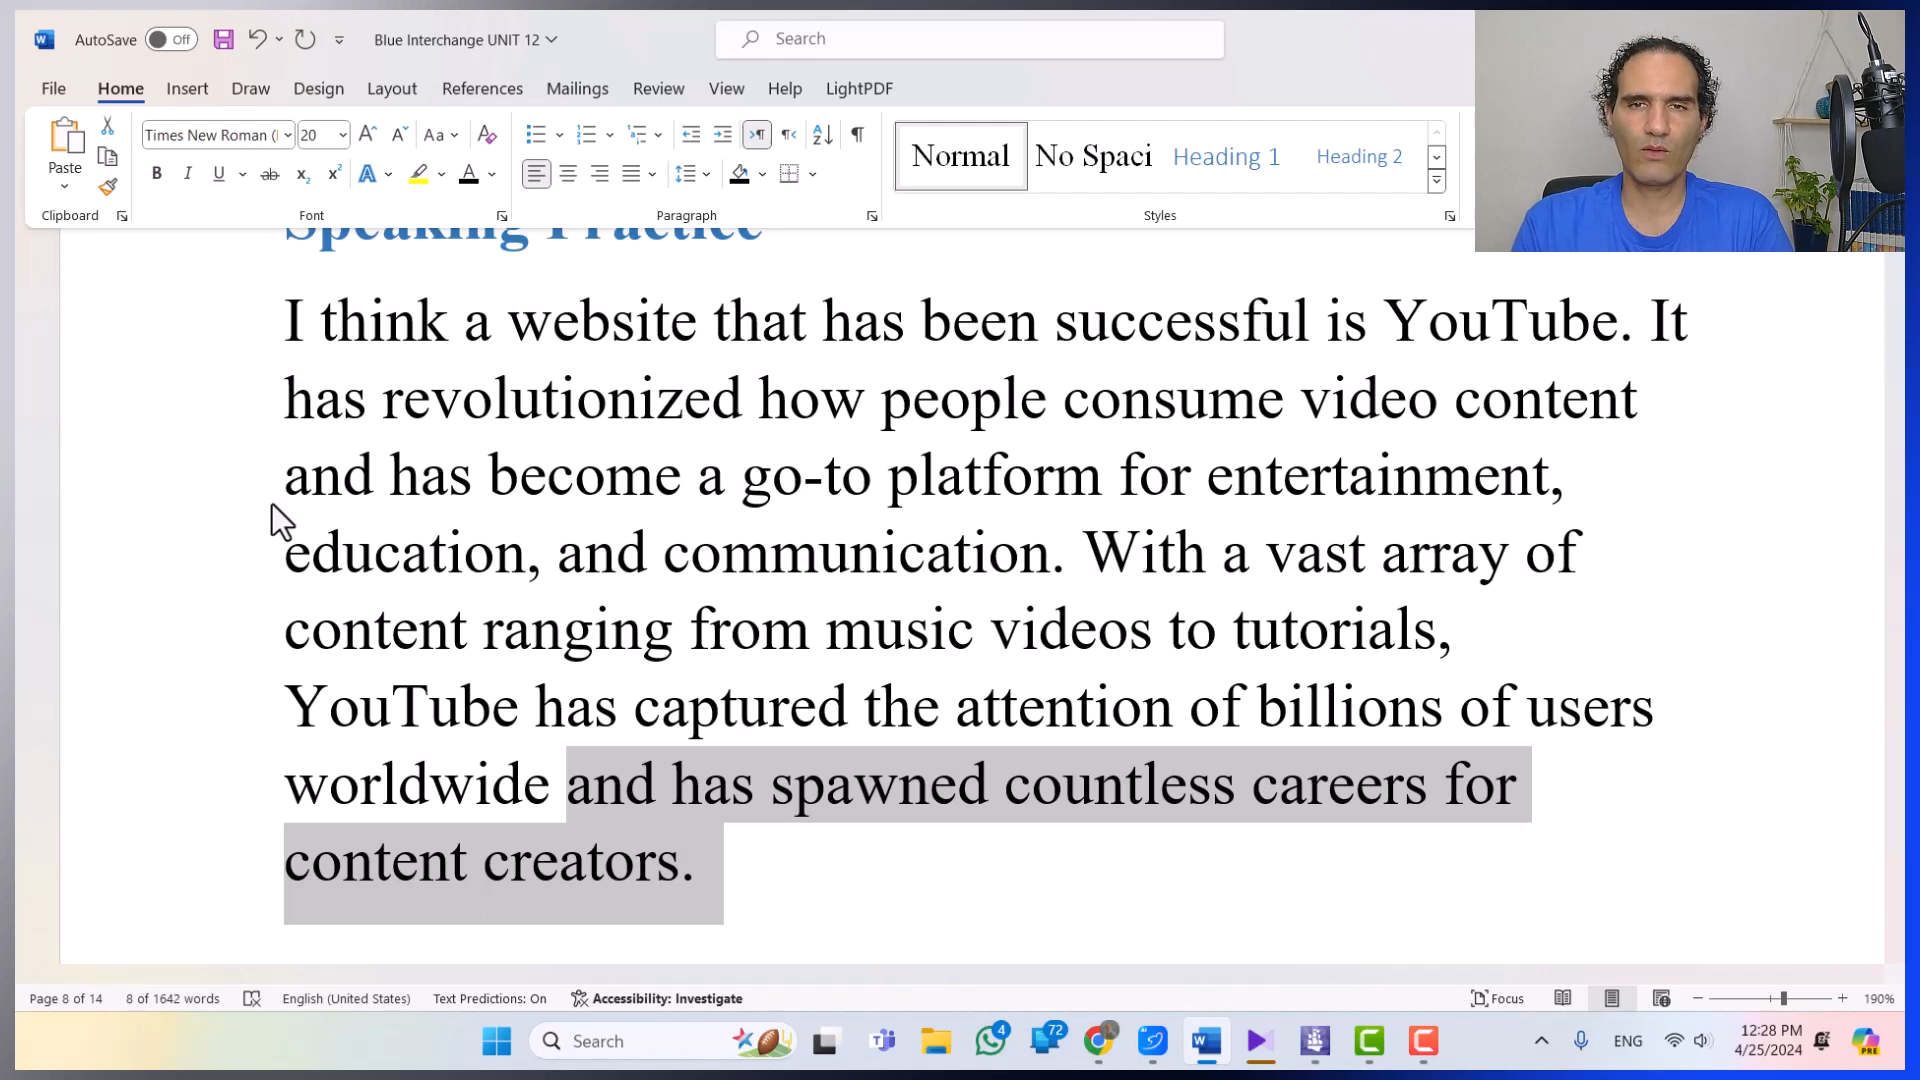 AutoSave Off Blue Interchange UNIT 12 Search
File Home Insert Draw Design Layout References Mailings Review View Help LightPDF
Times New Roman ( 20 Aa
Paste
Normal No Spaci Heading 1 Heading 2
Clipboard Font Paragraph Styles
Speaking Practice
I think a website that has been successful is YouTube. It
has revolutionized how people consume video content
and has become a go-to platform for entertainment,
education, and communication. With a vast array of
content ranging from music videos to tutorials,
YouTube has captured the attention of billions of users
worldwide and has spawned countless careers for
content creators.
Page 8 of 14 8 of 1642 words English (United States) Text Predictions: On Accessibility: Investigate Focus 190%
Search 4 72 ENG 12:28 PM
4/25/2024